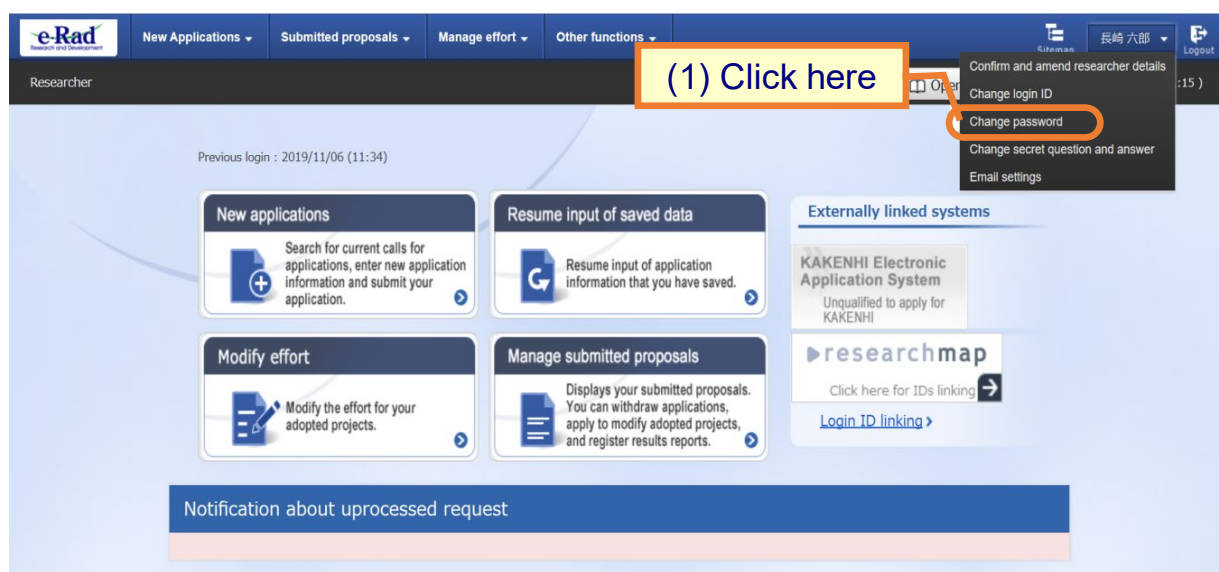 e-Rad
Research and Development
New Applications
Submitted proposals
Manage effort
Other functions
Sitemap
長崎 六郎
Logout
Researcher
(1) Click here
Open
:15 )
Confirm and amend researcher details
Change login ID
Change password
Change secret question and answer
Email settings
Previous login : 2019/11/06 (11:34)
New applications
Search for current calls for
applications, enter new application
information and submit your
application.
Resume input of saved data
Resume input of application
information that you have saved.
Modify effort
Modify the effort for your
adopted projects.
Manage submitted proposals
Displays your submitted proposals.
You can withdraw applications,
apply to modify adopted projects,
and register results reports.
Externally linked systems
KAKENHI Electronic
Application System
Unqualified to apply for
KAKENHI
researchmap
Click here for IDs linking
Login ID linking
Notification about uprocessed request